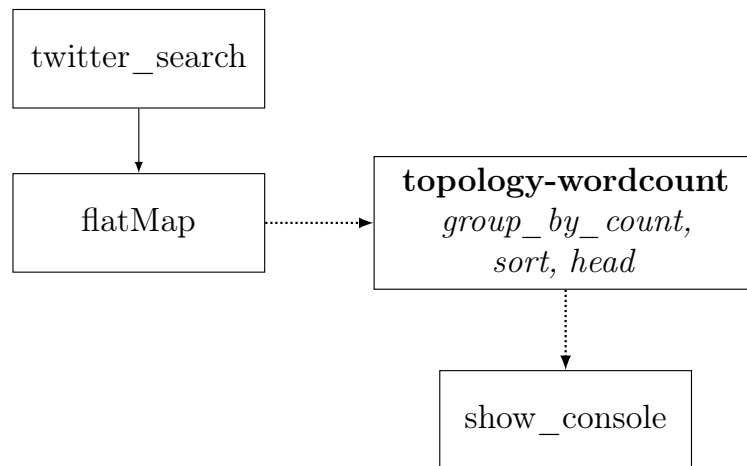 twitter_search
flatMap
topology-wordcount
group_by_count,
sort, head
show_console